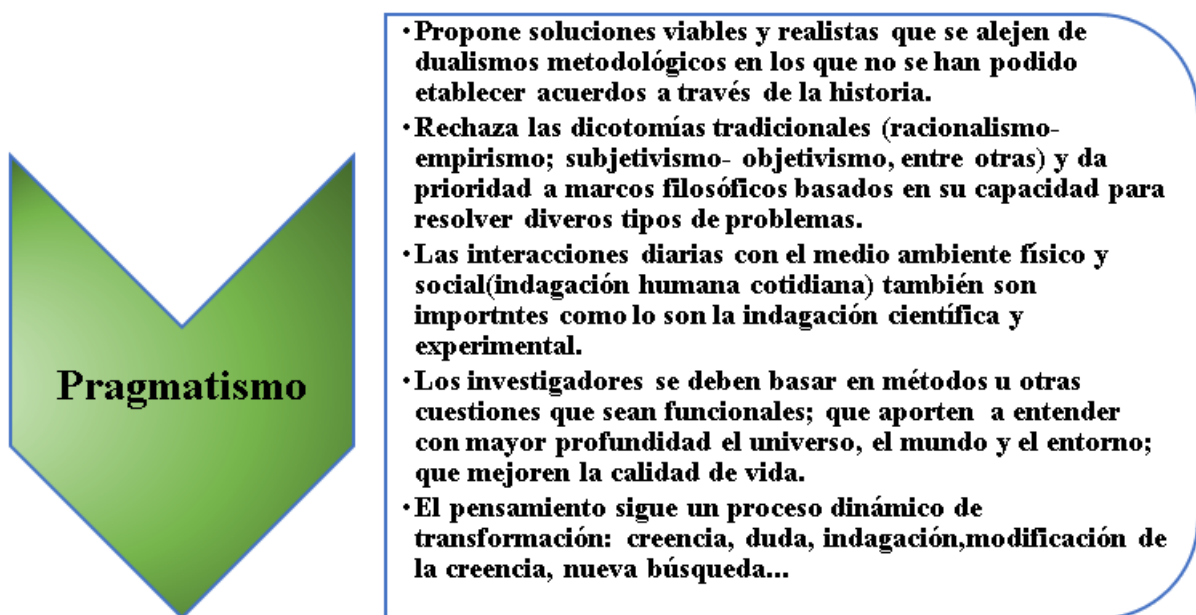 Pragmatismo
·Propone soluciones viables y realistas que se alejen de
dualismos metodológicos en los que no se han podido
etablecer acuerdos a través de la historia.
·Rechaza las dicotomías tradicionales (racionalismo-
empirismo; subjetivismo- objetivismo, entre otras) y da
prioridad a marcos filosóficos basados en su capacidad para
resolver diveros tipos de problemas.
·Las interacciones diarias con el medio ambiente físico y
social(indagación humana cotidiana) también son
importntes como lo son la indagación científica y
experimental.
·Los investigadores se deben basar en métodos u otras
cuestiones que sean funcionales; que aporten a entender
con mayor profundidad el universo, el mundo y el entorno;
que mejoren la calidad de vida.
·El pensamiento sigue un proceso dinámico de
transformación: creencia, duda, indagación,modificación de
la creencia, nueva búsqueda...